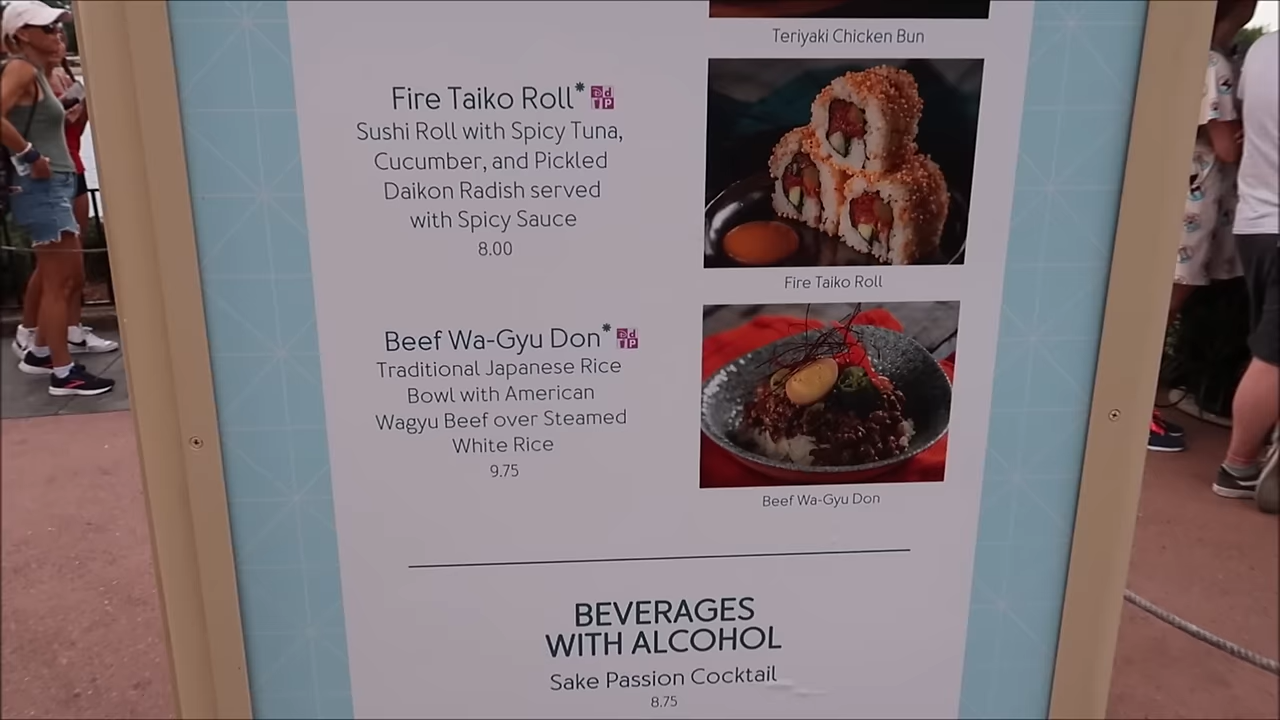 Teriyaki Chicken Bun
Fire Taiko Roll*
Sushi Roll with Spicy Tuna,
Cucumber, and Pickled
Daikon Radish served
with Spicy Sauce
8.00
Fire Taiko Roll
Beef Wa-Gyu Don*
Traditional Japanese Rice
Bowl with American
Wagyu Beef over Steamed
White Rice
9.75
Beef Wa-Gyu Don
BEVERAGES
WITH ALCOHOL
Sake Passion Cocktail
8.75